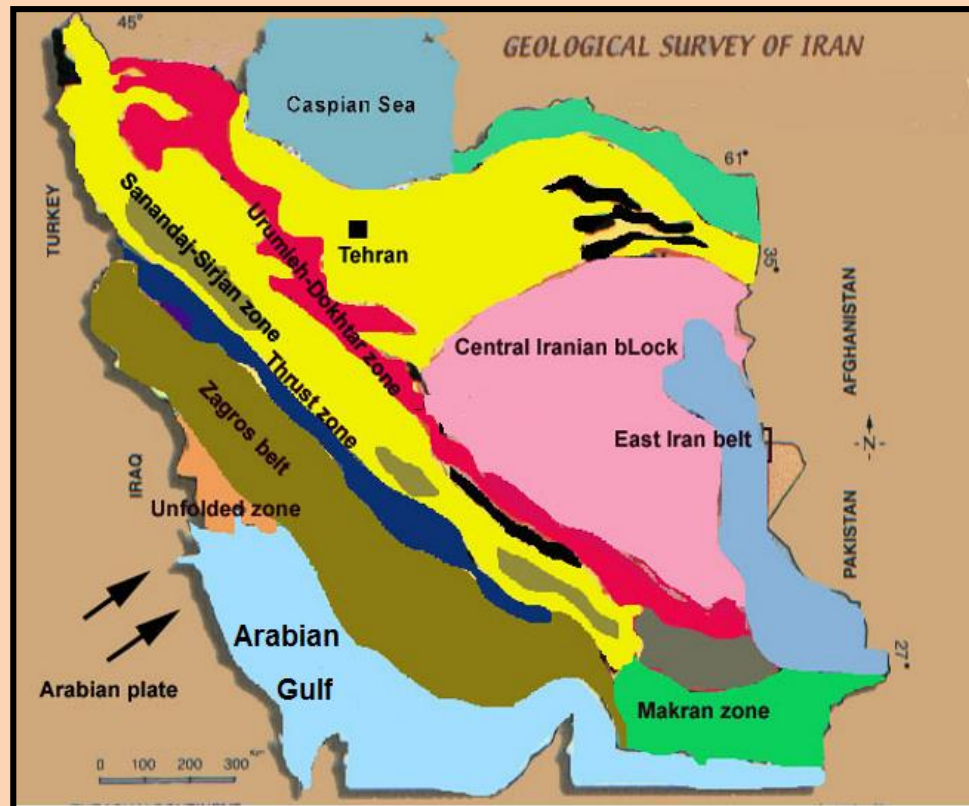 45°
GEOLOGICAL SURVEY OF IRAN
Caspian Sea
61°
TURKEY
Sanandaj-Sirjan zone
Urumieh-Dokhtar zone
Tehran
35°
AFGHANISTAN
Central Iranian bLock
Thrust zone
Zagros belt
East Iran belt
-N-
IRAQ
Unfolded zone
PAKISTAN
Arabian
Gulf
27°
Arabian plate
Makran zone
0 100 200 300